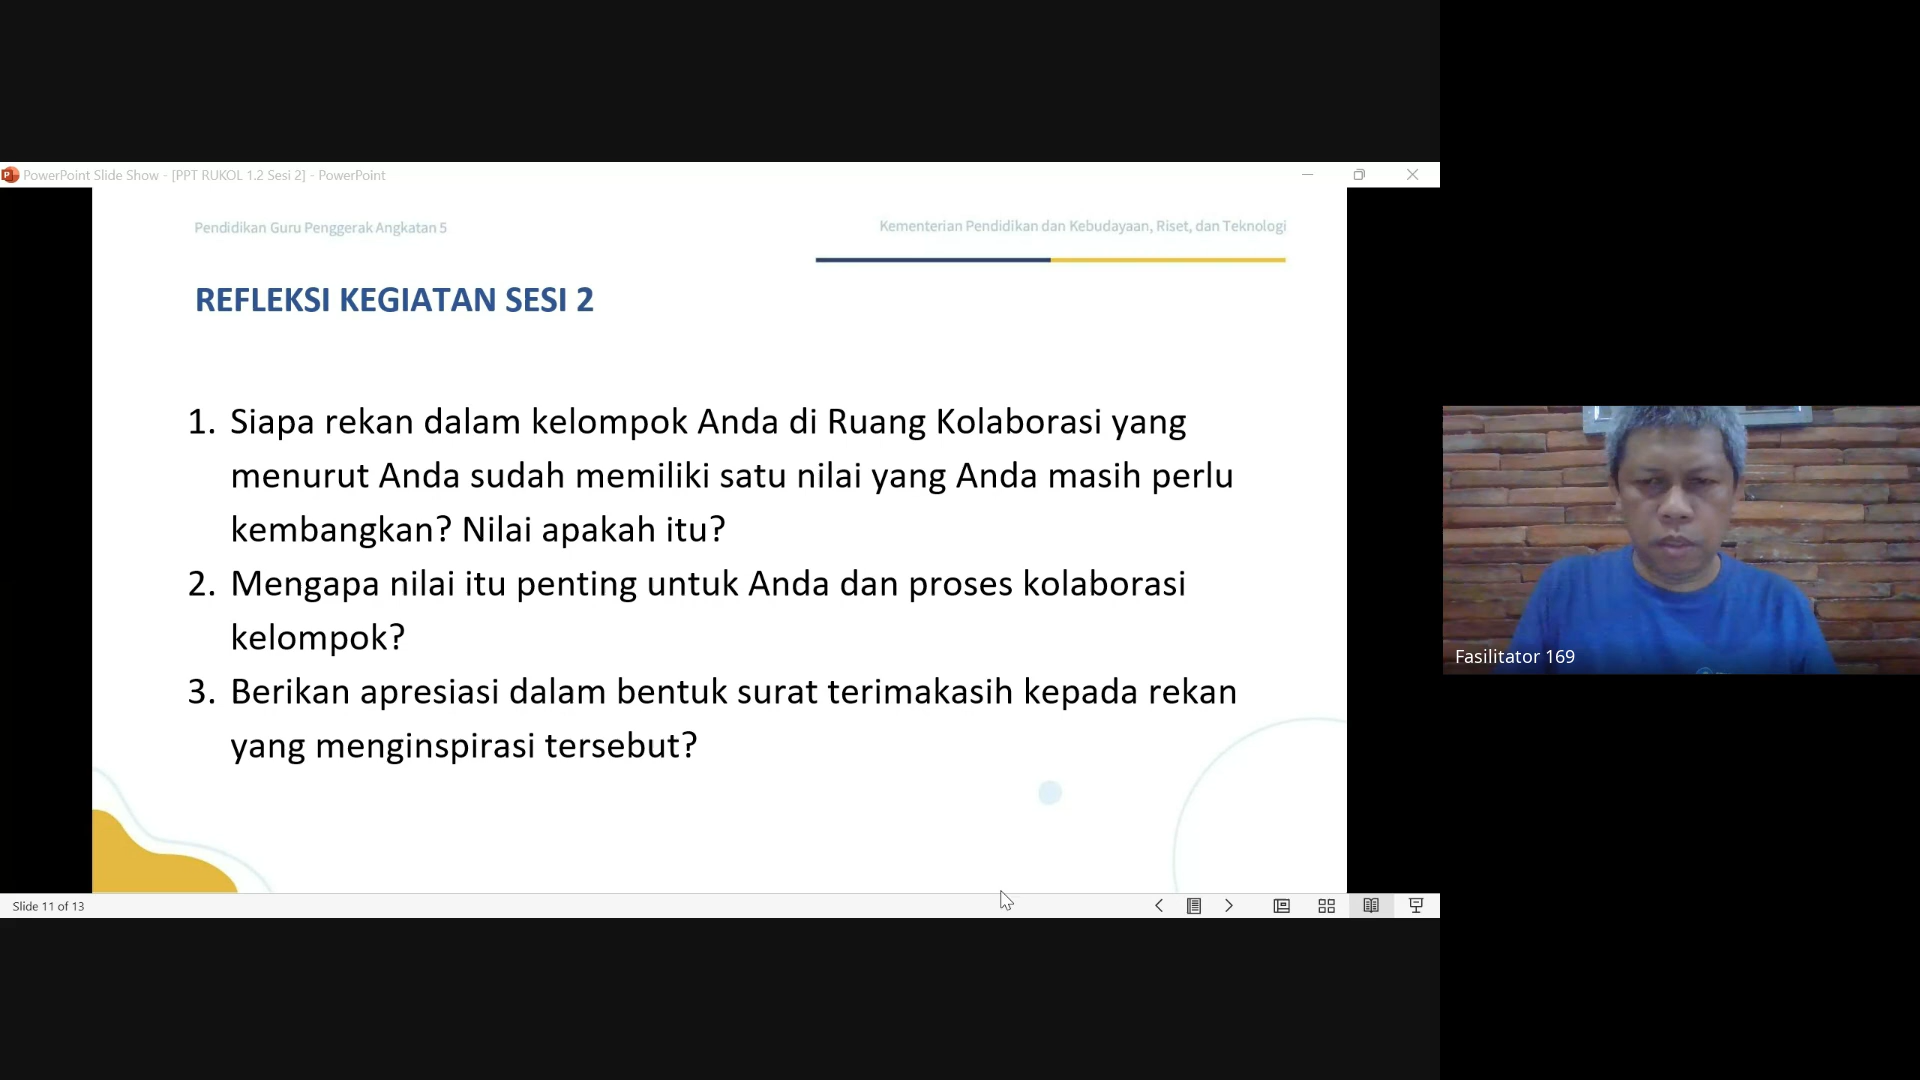 PowerPoint Slide Show - [PPT RUKOL 1.2 Sesi 2] - PowerPoint
Pendidikan Guru Penggerak Angkatan 5
Kementerian Pendidikan dan Kebudayaan, Riset, dan Teknologi
REFLEKSI KEGIATAN SESI 2
1. Siapa rekan dalam kelompok Anda di Ruang Kolaborasi yang
menurut Anda sudah memiliki satu nilai yang Anda masih perlu
kembangkan? Nilai apakah itu?
2. Mengapa nilai itu penting untuk Anda dan proses kolaborasi
kelompok?
3. Berikan apresiasi dalam bentuk surat terimakasih kepada rekan
yang menginspirasi tersebut?
Fasilitator 169
Slide 11 of 13